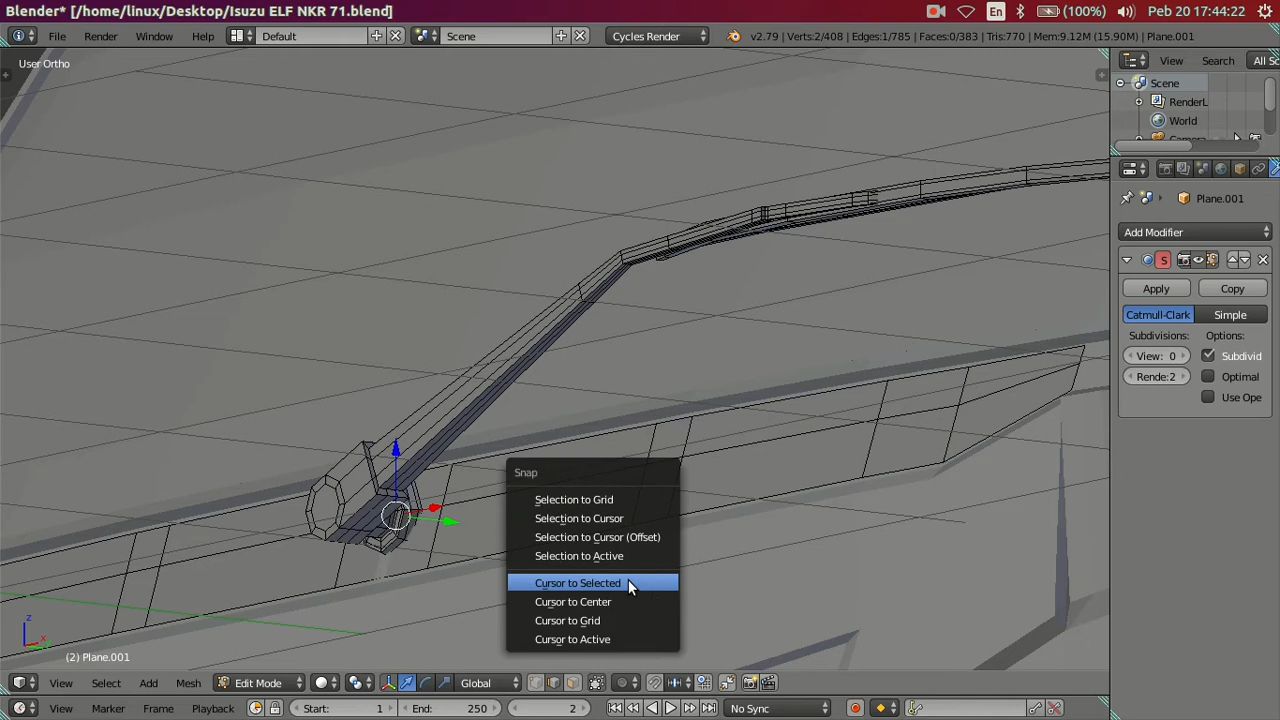 Blender* [/home/linux/Desktop/Isuzu ELF NKR 71.blend]
En (100%) Peb 20 17:44:22
File Render Window Help Default Scene Cycles Render v2.79 | Verts:2/408 | Edges:1/785 | Faces:0/383 | Tris:770 | Mem:9.12M (15.90M) | Plane.001
User Ortho
View Search All Sc
Scene
RenderL
World
Camera
Plane.001
Add Modifier
S
Apply Copy
Catmull-Clark Simple
Subdivisions: Options:
View: 0 Subdivid
Rende:2 Optimal
Use Ope
Snap
Selection to Grid
Selection to Cursor
Selection to Cursor (Offset)
Selection to Active
Cursor to Selected
Cursor to Center
Cursor to Grid
Cursor to Active
z
x
(2) Plane.001
View Select Add Mesh Edit Mode Global
View Marker Frame Playback Start: 1 End: 250 2 No Sync